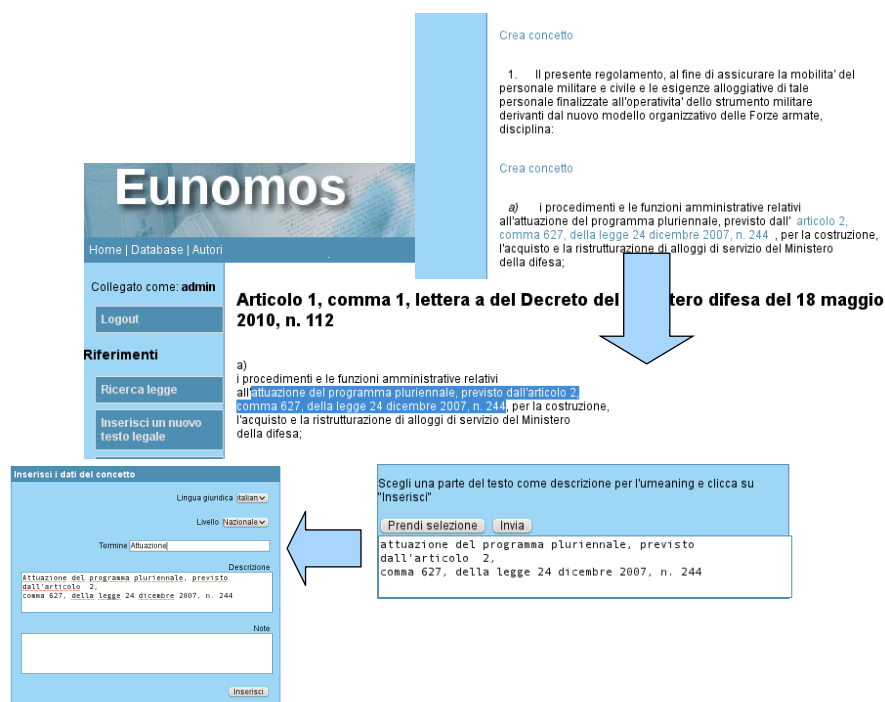 Crea concetto
1. Il presente regolamento, al fine di assicurare la mobilita' del
personale militare e civile e le esigenze alloggiative di tale
personale finalizzate all'operativita' dello strumento militare
derivanti dal nuovo modello organizzativo delle Forze armate,
disciplina:
Crea concetto
a) i procedimenti e le funzioni amministrative relativi
all'attuazione del programma pluriennale, previsto dall' articolo 2,
comma 627, della legge 24 dicembre 2007, n. 244 , per la costruzione,
l'acquisto e la ristrutturazione di alloggi di servizio del Ministero
della difesa;
Eunomos
Home | Database | Autori
Collegato come: admin
Logout
Riferimenti
Ricerca legge
Inserisci un nuovo
testo legale
Articolo 1, comma 1, lettera a del Decreto del tero difesa del 18 maggio
2010, n. 112
a)
i procedimenti e le funzioni amministrative relativi
all'attuazione del programma pluriennale, previsto dall'articolo 2,
comma 627, della legge 24 dicembre 2007, n. 244, per la costruzione,
l'acquisto e la ristrutturazione di alloggi di servizio del Ministero
della difesa;
Scegli una parte del testo come descrizione per l'umeaning e clicca su
"Inserisci"
Prendi selezione Invia
attuazione del programma pluriennale, previsto
dall'articolo 2,
comma 627, della legge 24 dicembre 2007, n. 244
Inserisci i dati del concetto
Lingua giuridica italian
Livello Nazionale
Termine Attuazione
Descrizione
Attuazione del programma pluriennale, previsto
dall'articolo 2,
comma 627, della legge 24 dicembre 2007, n. 244
Note
Inserisci